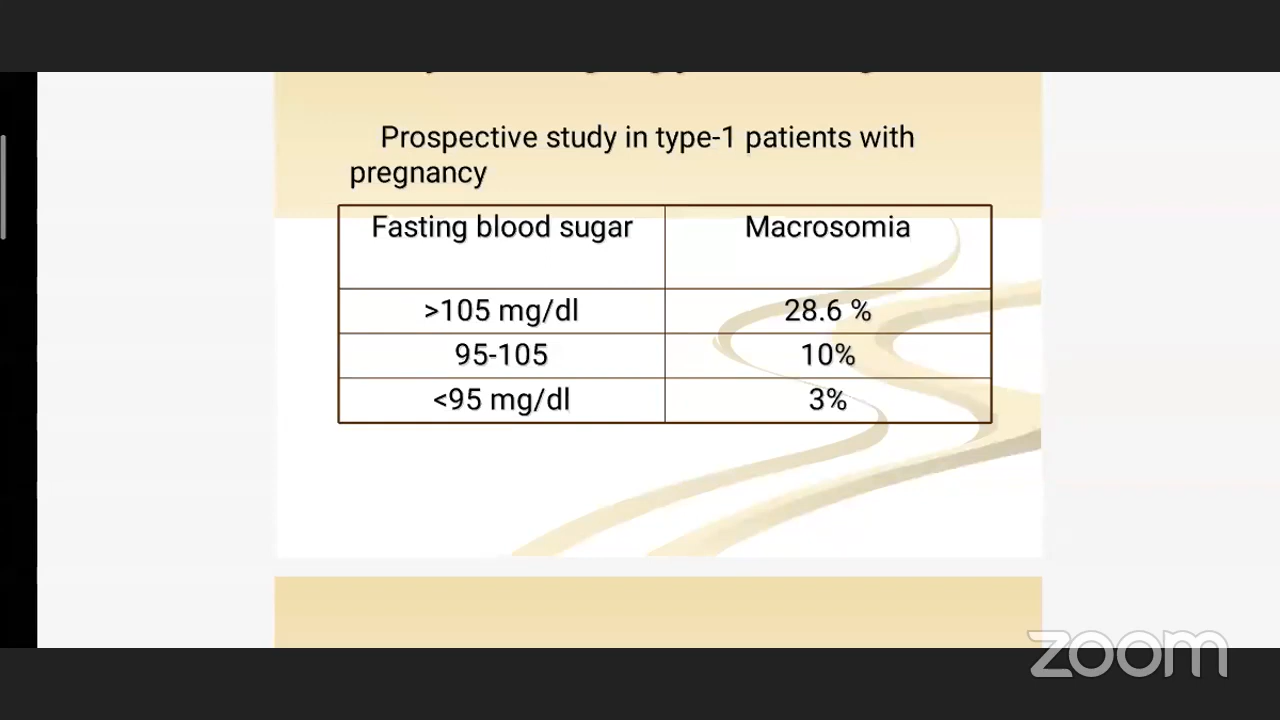 Prospective study in type-1 patients with
pregnancy
Fasting blood sugar Macrosomia
>105 mg/dl 28.6 %
95-105 10%
<95 mg/dl 3%
zoom